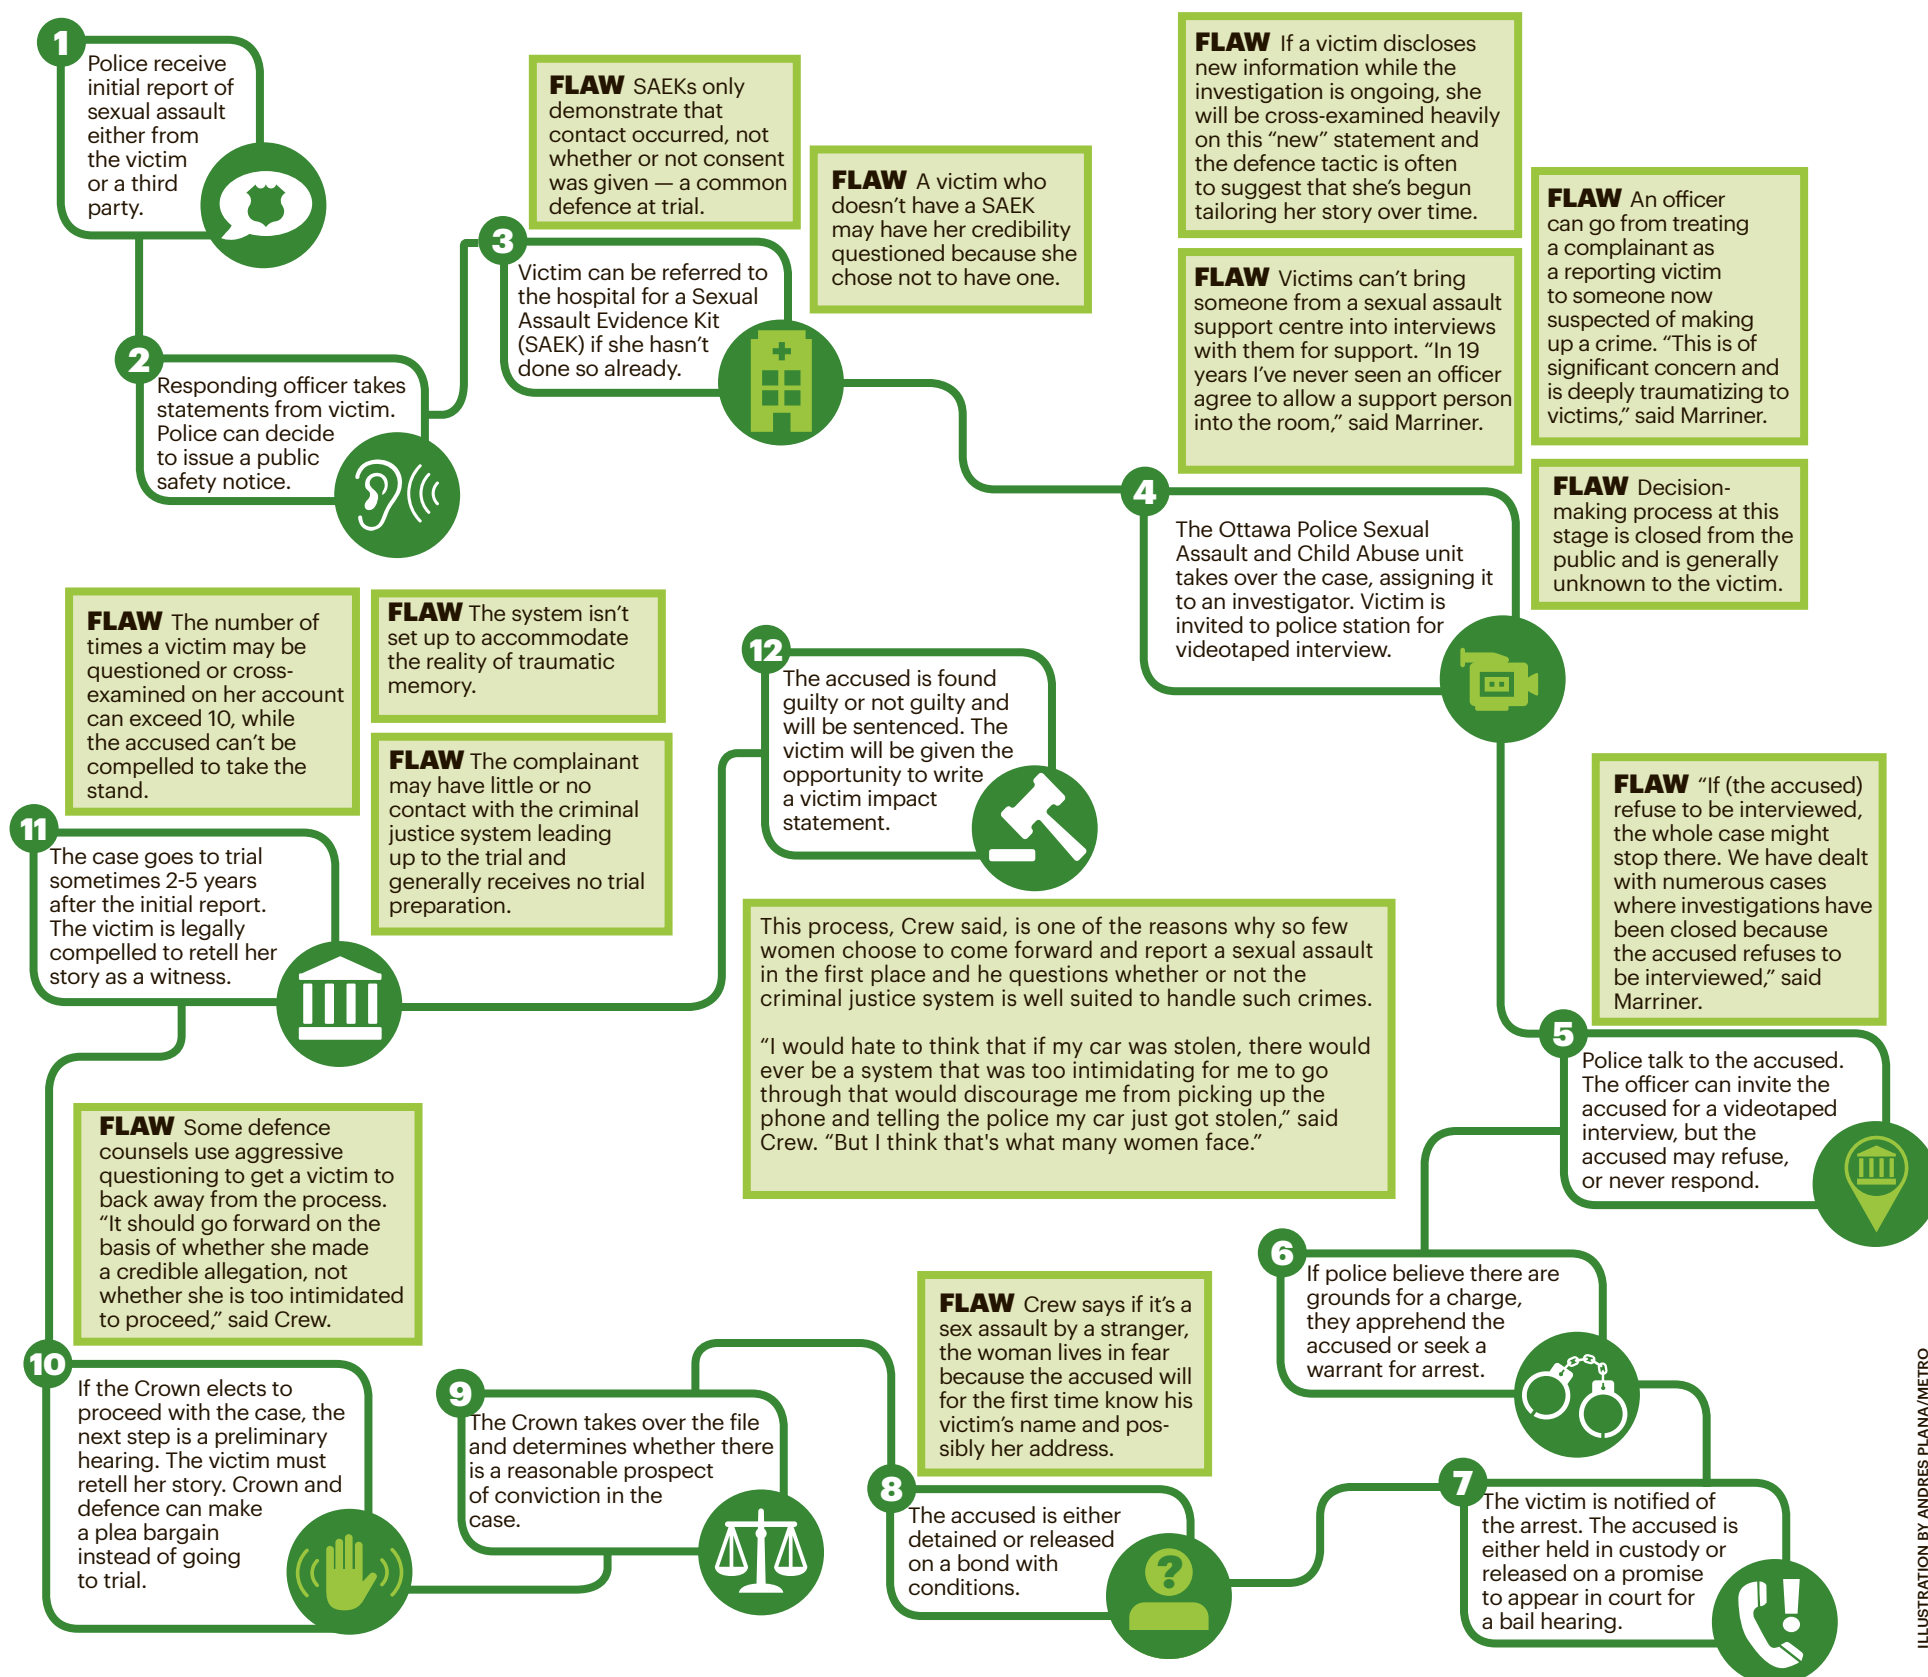 1
Police receive
initial report of
sexual assault
either from
the victim
or a third
party.
2
Responding officer takes
statements from victim.
Police can decide
to issue a public
safety notice.
FLAW SAEKs only
demonstrate that
contact occurred, not
whether or not consent
was given — a common
defence at trial.
FLAW A victim who
doesn’t have a SAEK
may have her credibility
questioned because she
chose not to have one.
3
Victim can be referred to
the hospital for a Sexual
Assault Evidence Kit
(SAEK) if she hasn’t
done so already.
FLAW If a victim discloses
new information while the
investigation is ongoing, she
will be cross-examined heavily
on this “new” statement and
the defence tactic is often
to suggest that she’s begun
tailoring her story over time.
FLAW Victims can’t bring
someone from a sexual assault
support centre into interviews
with them for support. “In 19
years I’ve never seen an officer
agree to allow a support person
into the room,” said Marriner.
FLAW An officer
can go from treating
a complainant as
a reporting victim
to someone now
suspected of making
up a crime. “This is of
significant concern and
is deeply traumatizing to
victims,” said Marriner.
FLAW Decision-
making process at this
stage is closed from the
public and is generally
unknown to the victim.
4
The Ottawa Police Sexual
Assault and Child Abuse unit
takes over the case, assigning it
to an investigator. Victim is
invited to police station for
videotaped interview.
FLAW “If (the accused)
refuse to be interviewed,
the whole case might
stop there. We have dealt
with numerous cases
where investigations have
been closed because
the accused refuses to
be interviewed,” said
Marriner.
5
Police talk to the accused.
The officer can invite the
accused for a videotaped
interview, but the
accused may refuse,
or never respond.
6
If police believe there are
grounds for a charge,
they apprehend the
accused or seek a
warrant for arrest.
7
The victim is notified of
the arrest. The accused is
either held in custody or
released on a promise
to appear in court for
a bail hearing.
FLAW Crew says if it’s a
sex assault by a stranger,
the woman lives in fear
because the accused will
for the first time know his
victim’s name and pos-
sibly her address.
8
The accused is either
detained or released
on a bond with
conditions.
?
9
The Crown takes over the file
and determines whether there
is a reasonable prospect
of conviction in the
case.
FLAW Some defence
counsels use aggressive
questioning to get a victim to
back away from the process.
“It should go forward on the
basis of whether she made
a credible allegation, not
whether she is too intimidated
to proceed,” said Crew.
10
If the Crown elects to
proceed with the case, the
next step is a preliminary
hearing. The victim must
retell her story. Crown and
defence can make
a plea bargain
instead of going
to trial.
FLAW The number of
times a victim may be
questioned or cross-
examined on her account
can exceed 10, while
the accused can’t be
compelled to take the
stand.
FLAW The system isn’t
set up to accommodate
the reality of traumatic
memory.
FLAW The complainant
may have little or no
contact with the criminal
justice system leading
up to the trial and
generally receives no trial
preparation.
11
The case goes to trial
sometimes 2-5 years
after the initial report.
The victim is legally
compelled to retell her
story as a witness.
12
The accused is found
guilty or not guilty and
will be sentenced. The
victim will be given the
opportunity to write
a victim impact
statement.
This process, Crew said, is one of the reasons why so few
women choose to come forward and report a sexual assault
in the first place and he questions whether or not the
criminal justice system is well suited to handle such crimes.
“I would hate to think that if my car was stolen, there would
ever be a system that was too intimidating for me to go
through that would discourage me from picking up the
phone and telling the police my car just got stolen,” said
Crew. “But I think that's what many women face.”
ILLUSTRATION BY ANDRES PLANA/METRO